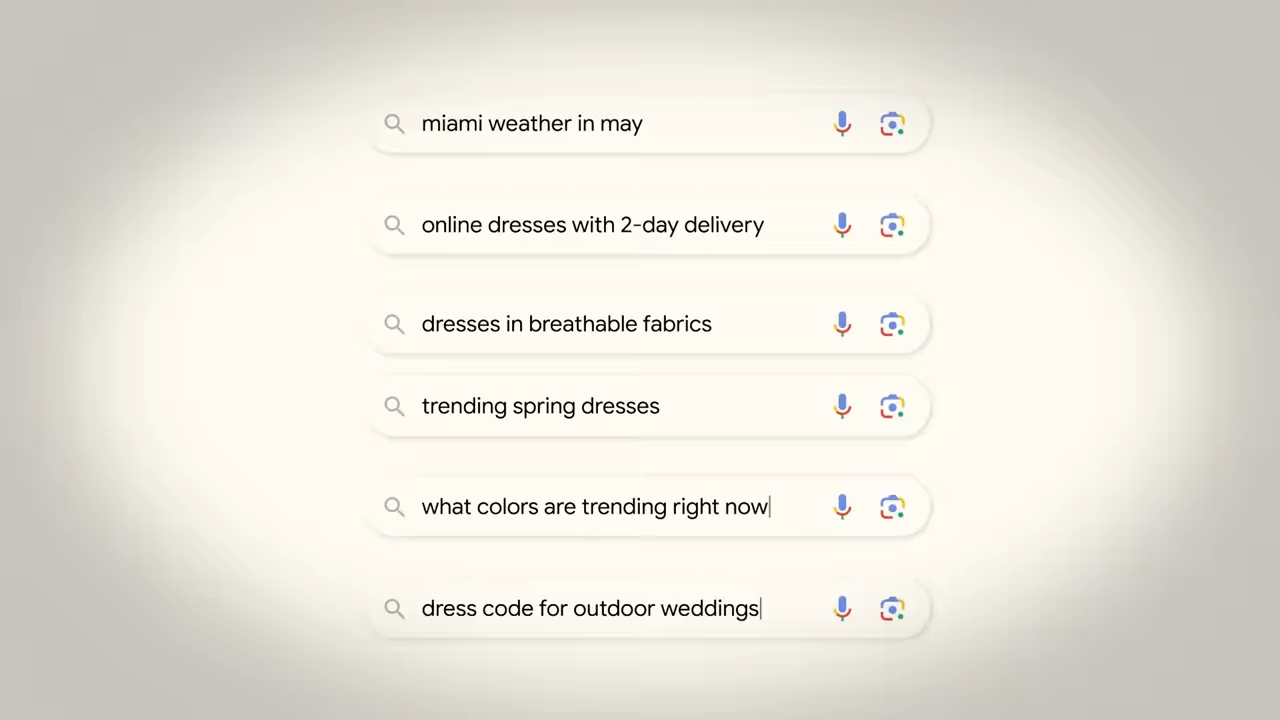 miami weather in may
online dresses with 2-day delivery
dresses in breathable fabrics
trending spring dresses
what colors are trending right now
dress code for outdoor weddings